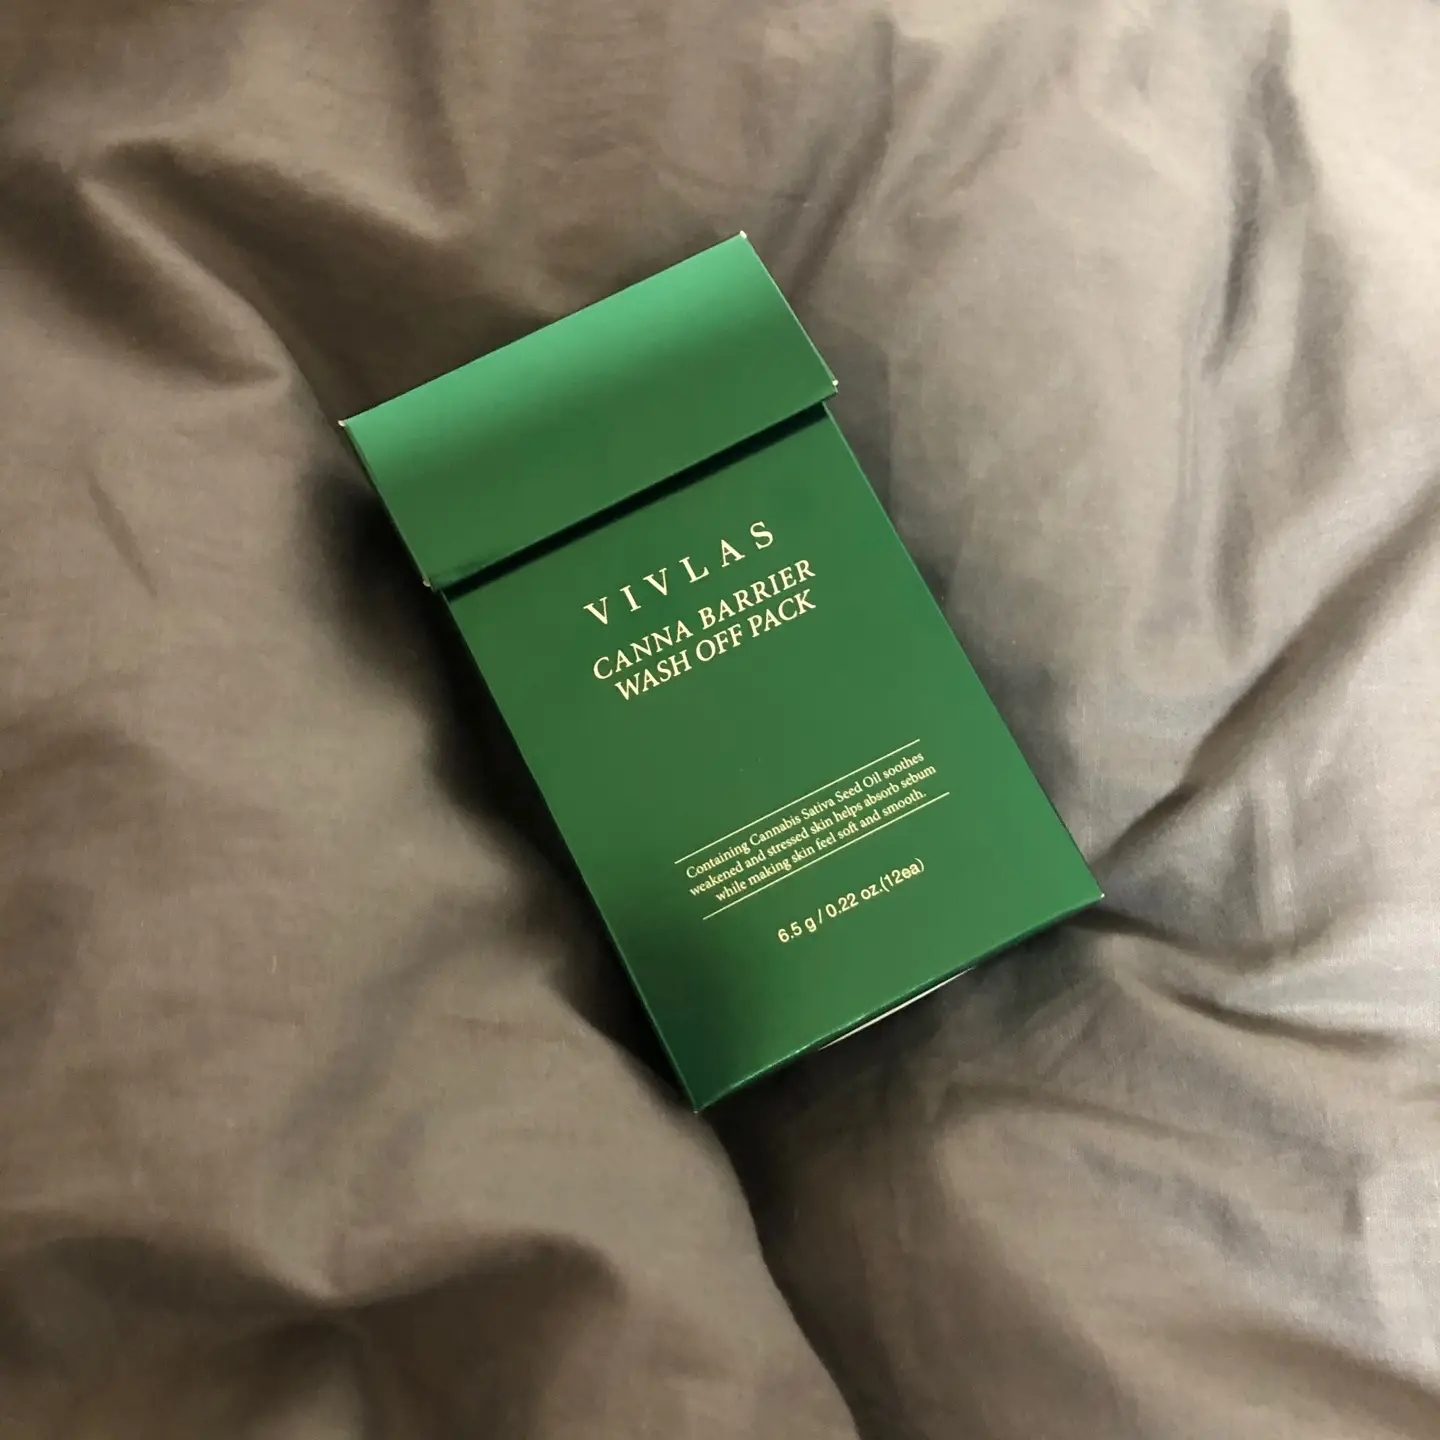 VIVLAS
CANNA BARRIER
WASH OFF PACK
Containing Cannabis Sativa Seed Oil soothes
weakened and stressed skin helps absorb sebum
while making skin feel soft and smooth.
6.5 g / 0.22 oz.(12ea)